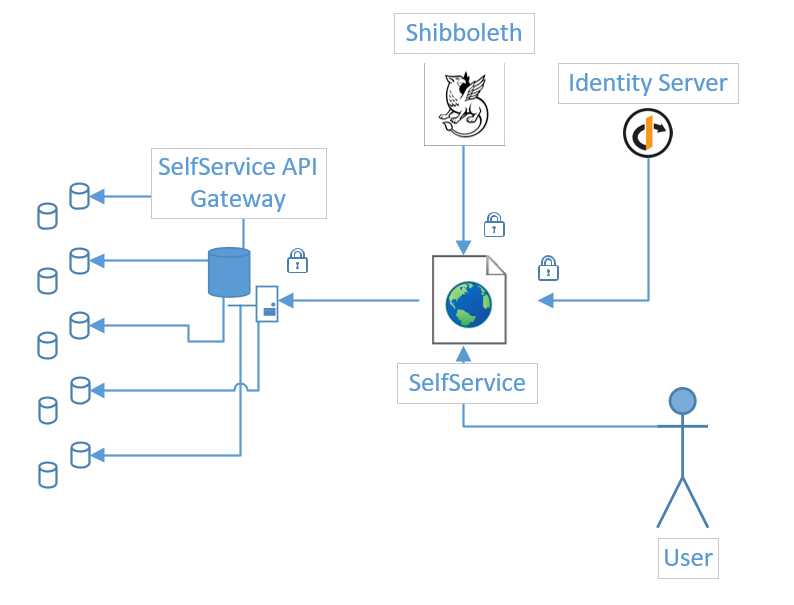 Shibboleth
Identity Server
SelfService API
Gateway
SelfService
User